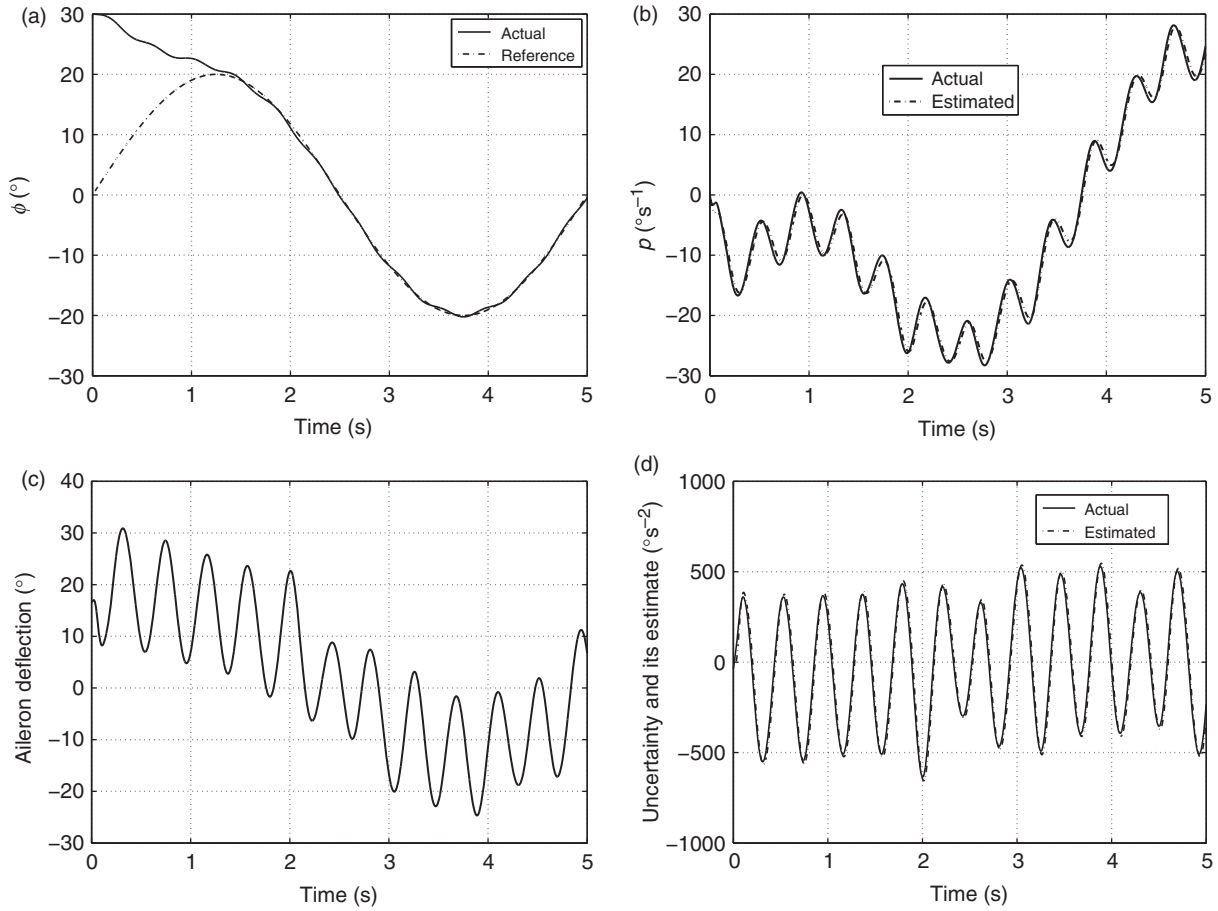 (a)
30
20
10
0
−10
−20
−30
ϕ (°)
0 1 2 3 4 5
Time (s)
Actual
Reference
(b)
30
20
10
0
−10
−20
−30
p (°s⁻¹)
0 1 2 3 4 5
Time (s)
Actual
Estimated
(c)
40
30
20
10
0
−10
−20
−30
Aileron deflection (°)
0 1 2 3 4 5
Time (s)
(d)
1000
500
0
−500
−1000
Uncertainty and its estimate (°s⁻²)
0 1 2 3 4 5
Time (s)
Actual
Estimated